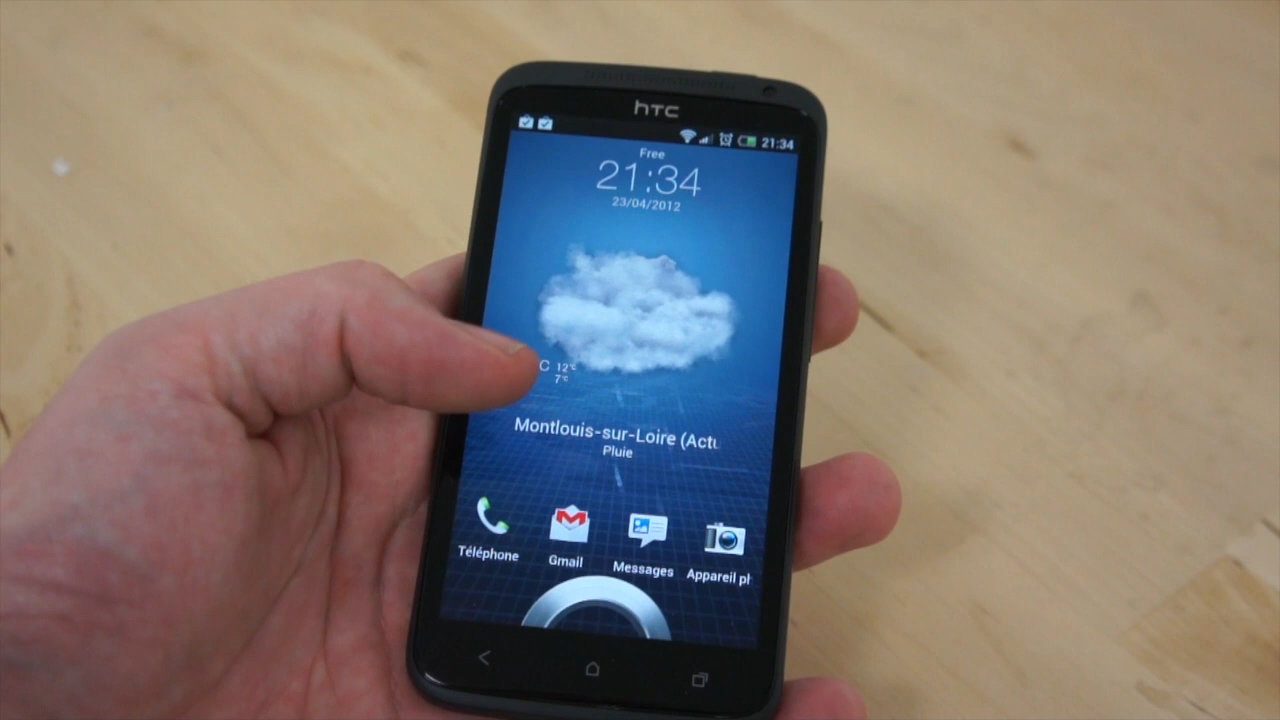 hTC
21:34
Free
21:34
23/04/2012
C 12°C
7°C
Montlouis-sur-Loire (Actu
Pluie
Téléphone
Gmail
Messages
Appareil ph